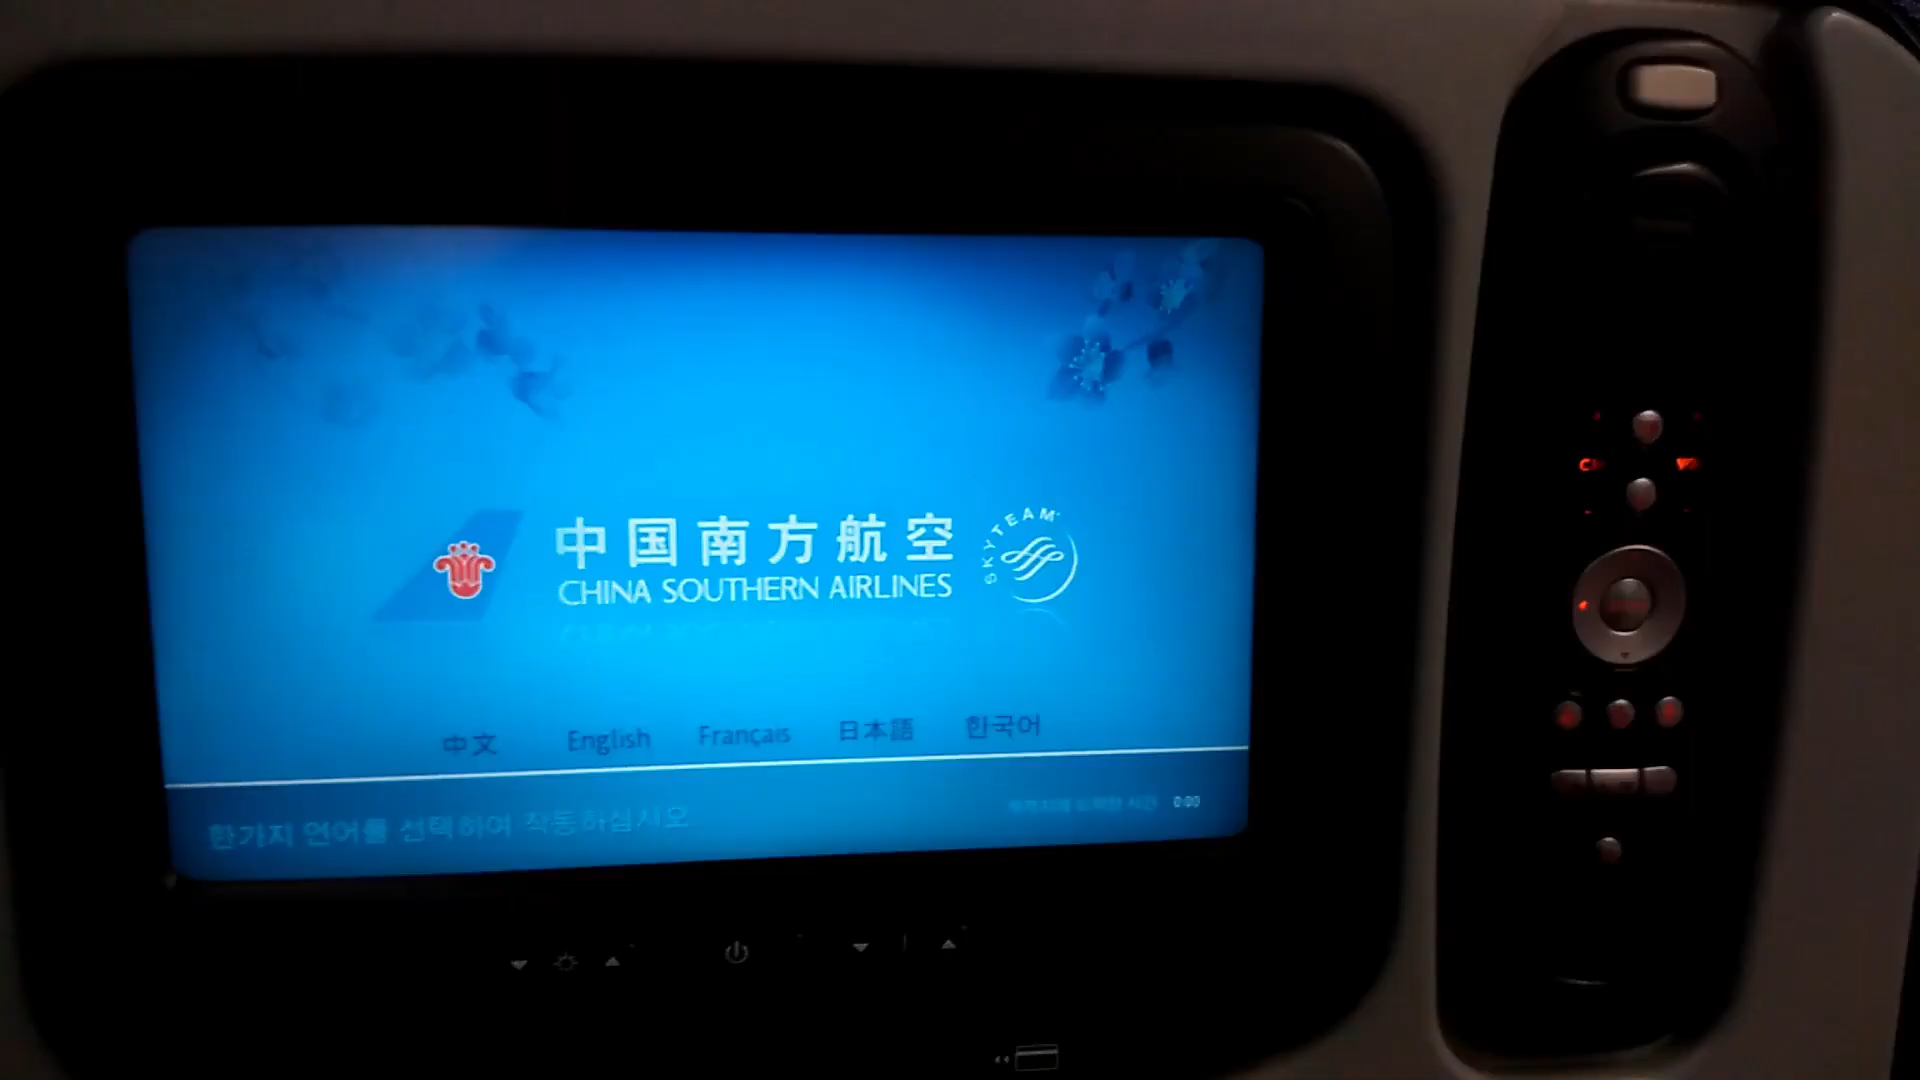 中国南方航空
CHINA SOUTHERN AIRLINES
SKYTEAM
中文 English Français 日本語 한국어
한가지 언어를 선택하여 작동하십시오
0:00